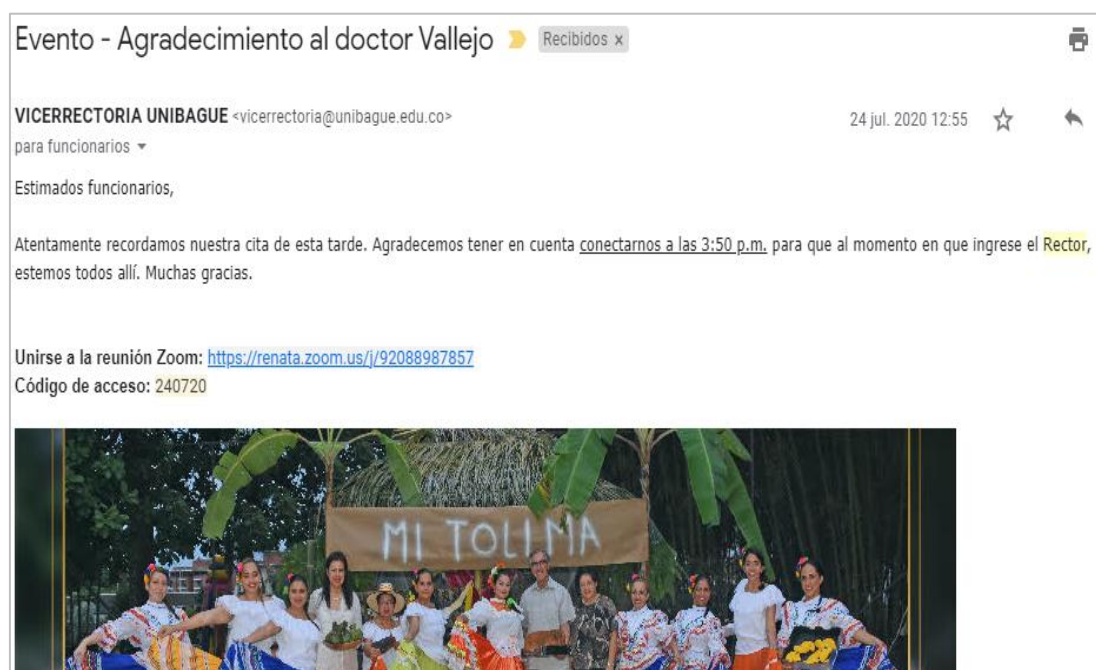 Evento - Agradecimiento al doctor Vallejo Recibidos x
VICERRECTORIA UNIBAGUE <vicerrectoria@unibague.edu.co> 24 jul. 2020 12:55
para funcionarios
Estimados funcionarios,
Atentamente recordamos nuestra cita de esta tarde. Agradecemos tener en cuenta conectarnos a las 3:50 p.m. para que al momento en que ingrese el Rector,
estemos todos allí. Muchas gracias.
Unirse a la reunión Zoom: https://renata.zoom.us/j/92088987857
Código de acceso: 240720
MI TOLIMA